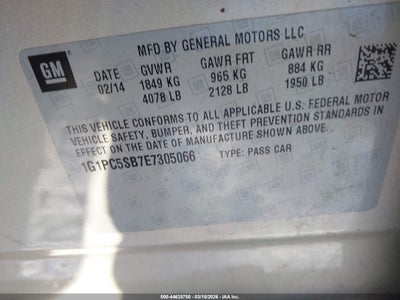 MFD BY GENERAL MOTORS LLC
GM
DATE GVWR GAWR FRT GAWR RR
02/14 1849 KG 965 KG 884 KG
4078 LB 2128 LB 1950 LB
THIS VEHICLE CONFORMS TO ALL APPLICABLE U.S. FEDERAL MOTOR
VEHICLE SAFETY, BUMPER, AND THEFT PREVENTION STANDARDS IN
EFFECT ON THE DATE OF MANUFACTURE SHOWN ABOVE.
1G1PC5SB7E7305066 TYPE: PASS CAR
000-44628760 - 03/18/2026 - IAA Inc.